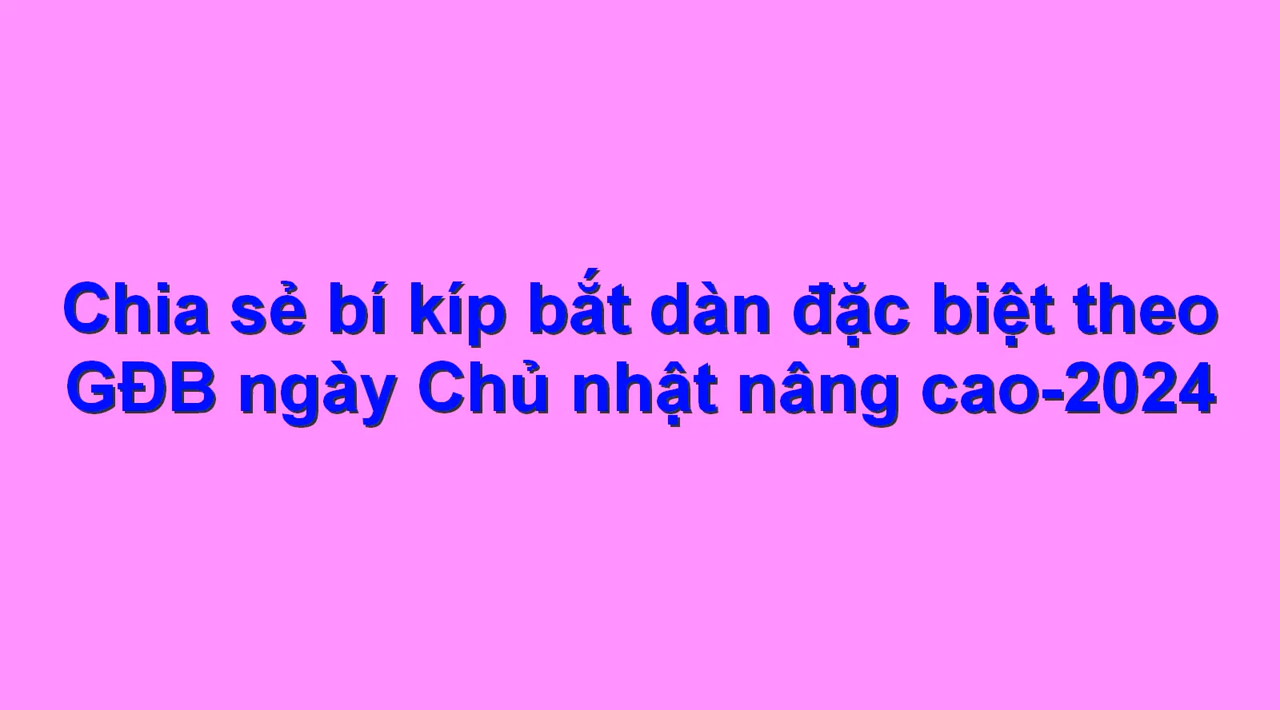 Chia sẻ bí kíp bắt dàn đặc biệt theo
GĐB ngày Chủ nhật nâng cao-2024